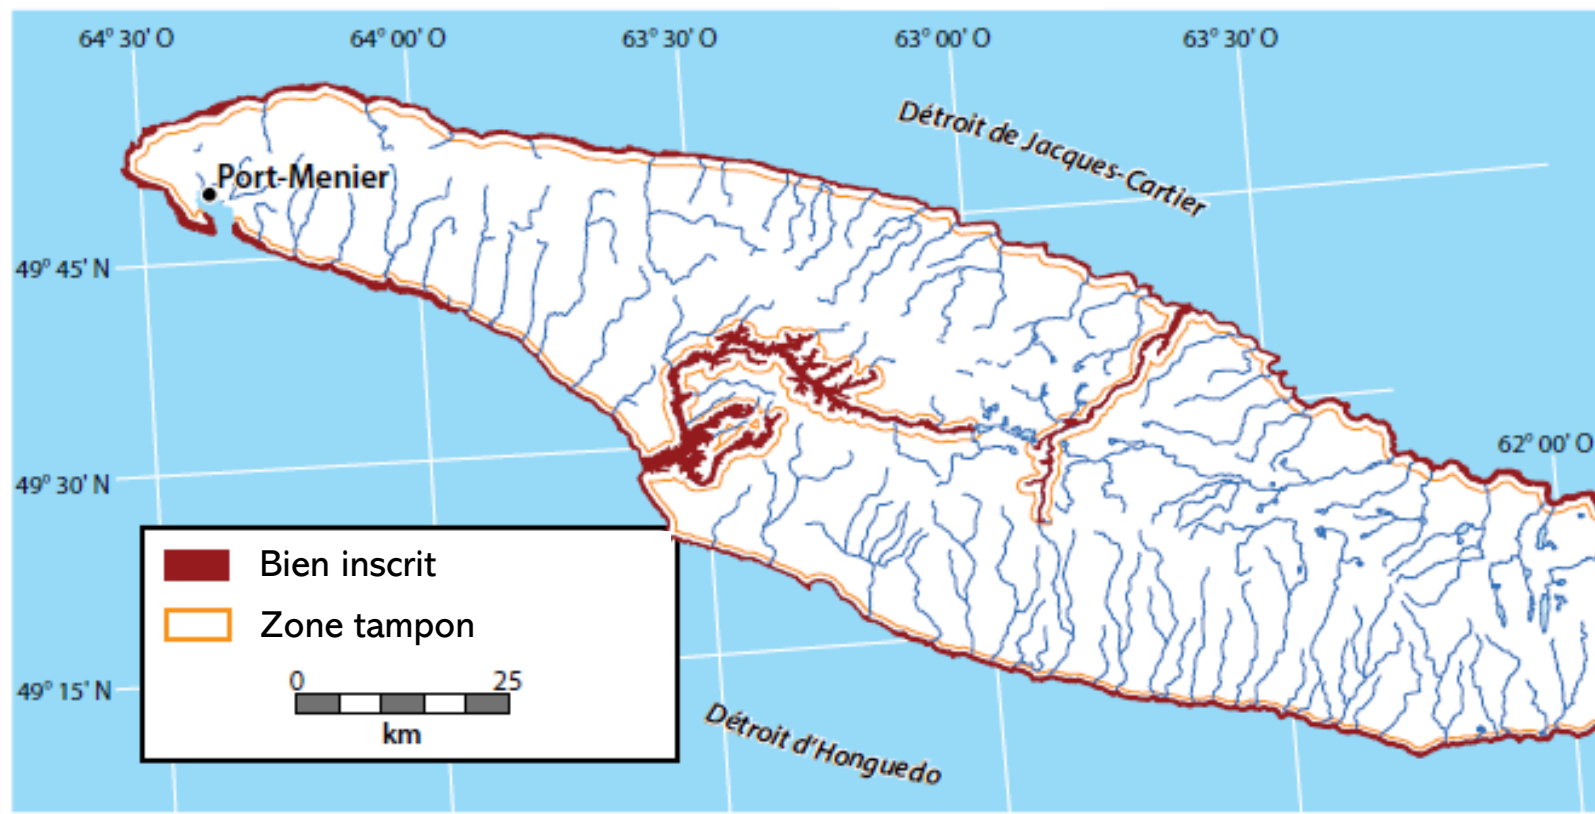 64° 30' O
64° 00' O
63° 30' O
63° 00' O
63° 30' O
Détroit de Jacques-Cartier
Port-Menier
49° 45' N
62° 00' O
49° 30' N
Bien inscrit
Zone tampon
0 25
km
49° 15' N
Détroit d'Honguedo